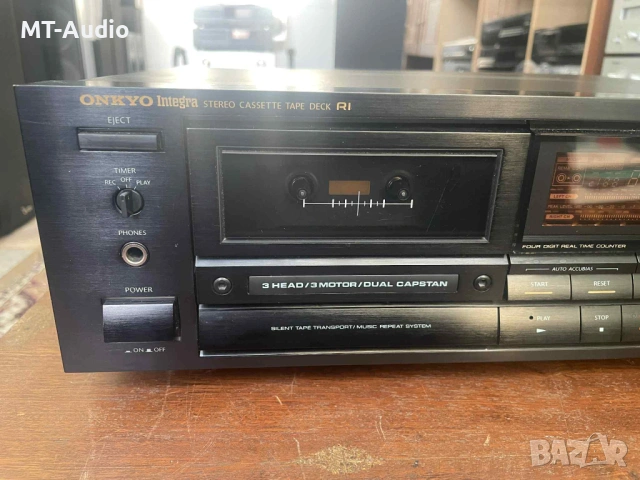 MT-Audio
ONKYO Integra STEREO CASSETTE TAPE DECK RI
EJECT
TIMER
REC OFF PLAY
PHONES
POWER
ON OFF
3 HEAD/3 MOTOR/DUAL CAPSTAN
SILENT TAPE TRANSPORT/MUSIC REPEAT SYSTEM
FOUR DIGIT REAL TIME COUNTER
AUTO ACCUBIAS
START RESET
PLAY STOP
BAZAR